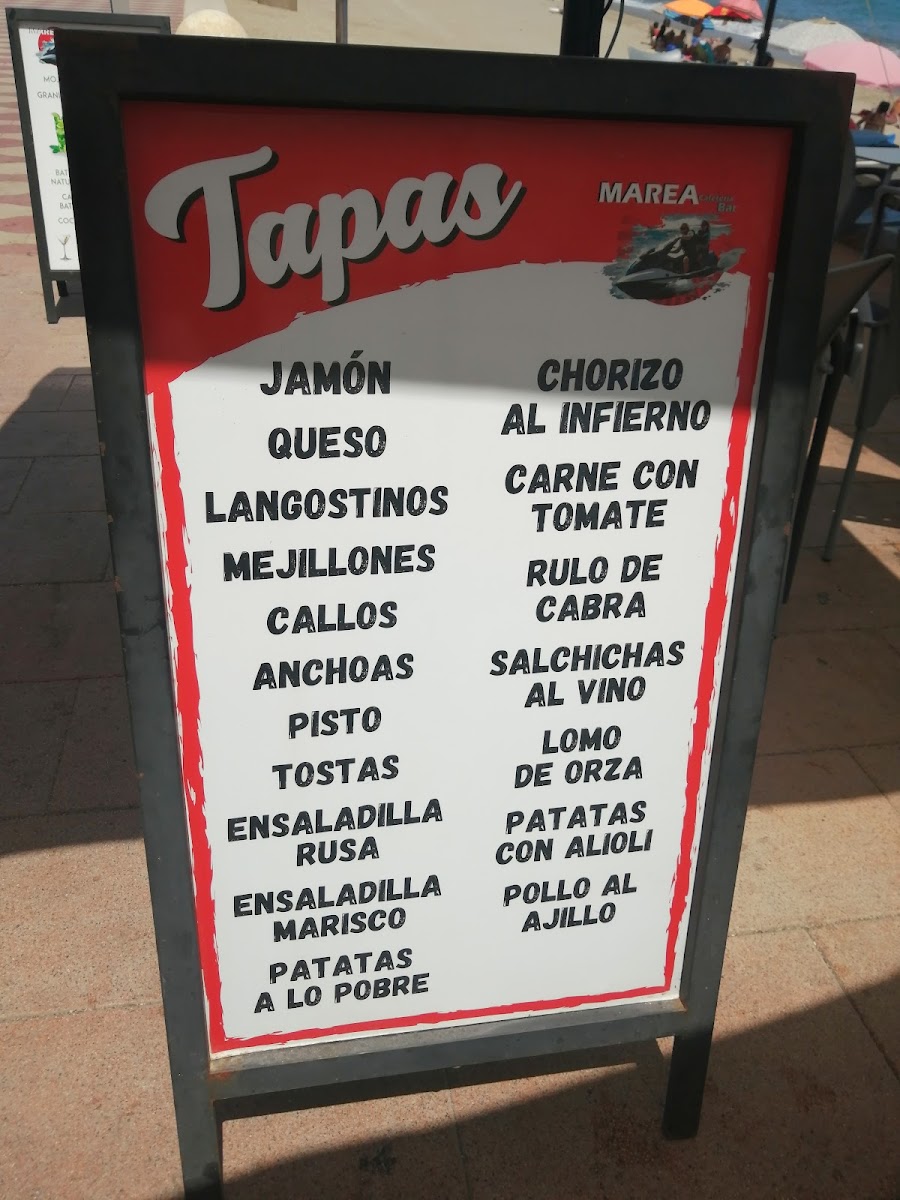 Tapas
MAREA
Bar
JAMÓN
QUESO
LANGOSTINOS
MEJILLONES
CALLOS
ANCHOAS
PISTO
TOSTAS
ENSALADILLA
RUSA
ENSALADILLA
MARISCO
PATATAS
A LO POBRE
CHORIZO
AL INFIERNO
CARNE CON
TOMATE
RULO DE
CABRA
SALCHICHAS
AL VINO
LOMO
DE ORZA
PATATAS
CON ALIOLI
POLLO AL
AJILLO